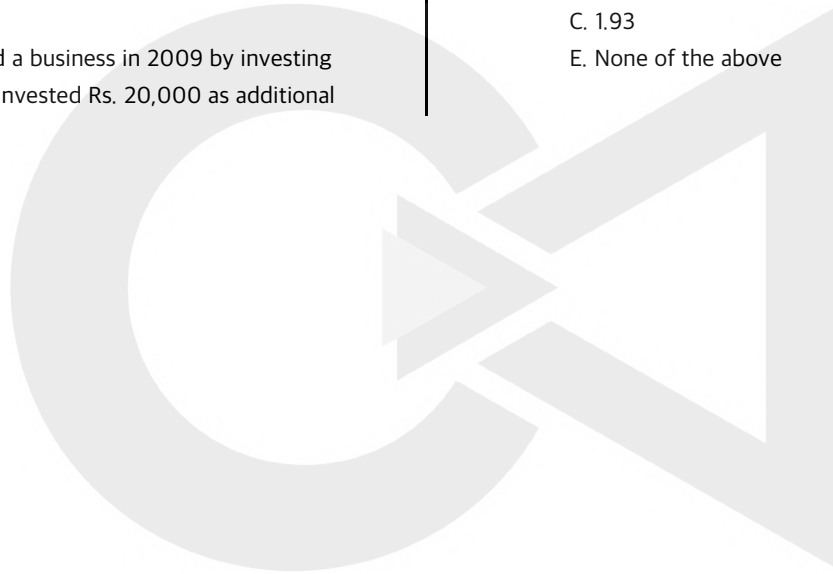 d a business in 2009 by investing
nvested Rs. 20,000 as additional
C. 1.93
E. None of the above